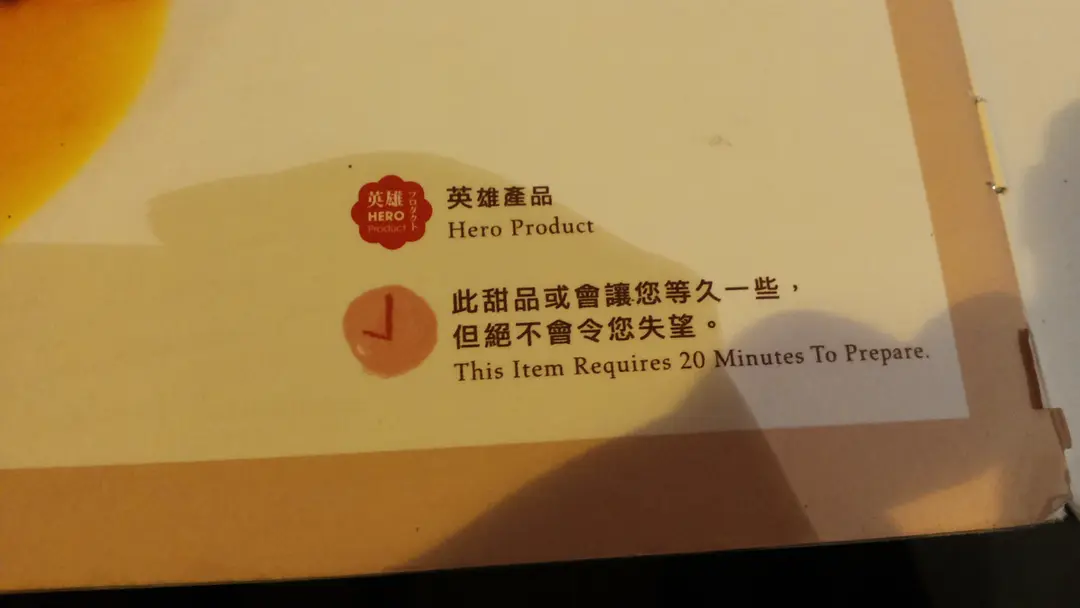 英雄 プロダクト
HERO
Product
英雄產品
Hero Product
此甜品或會讓您等久一些，
但絕不會令您失望。
This Item Requires 20 Minutes To Prepare.